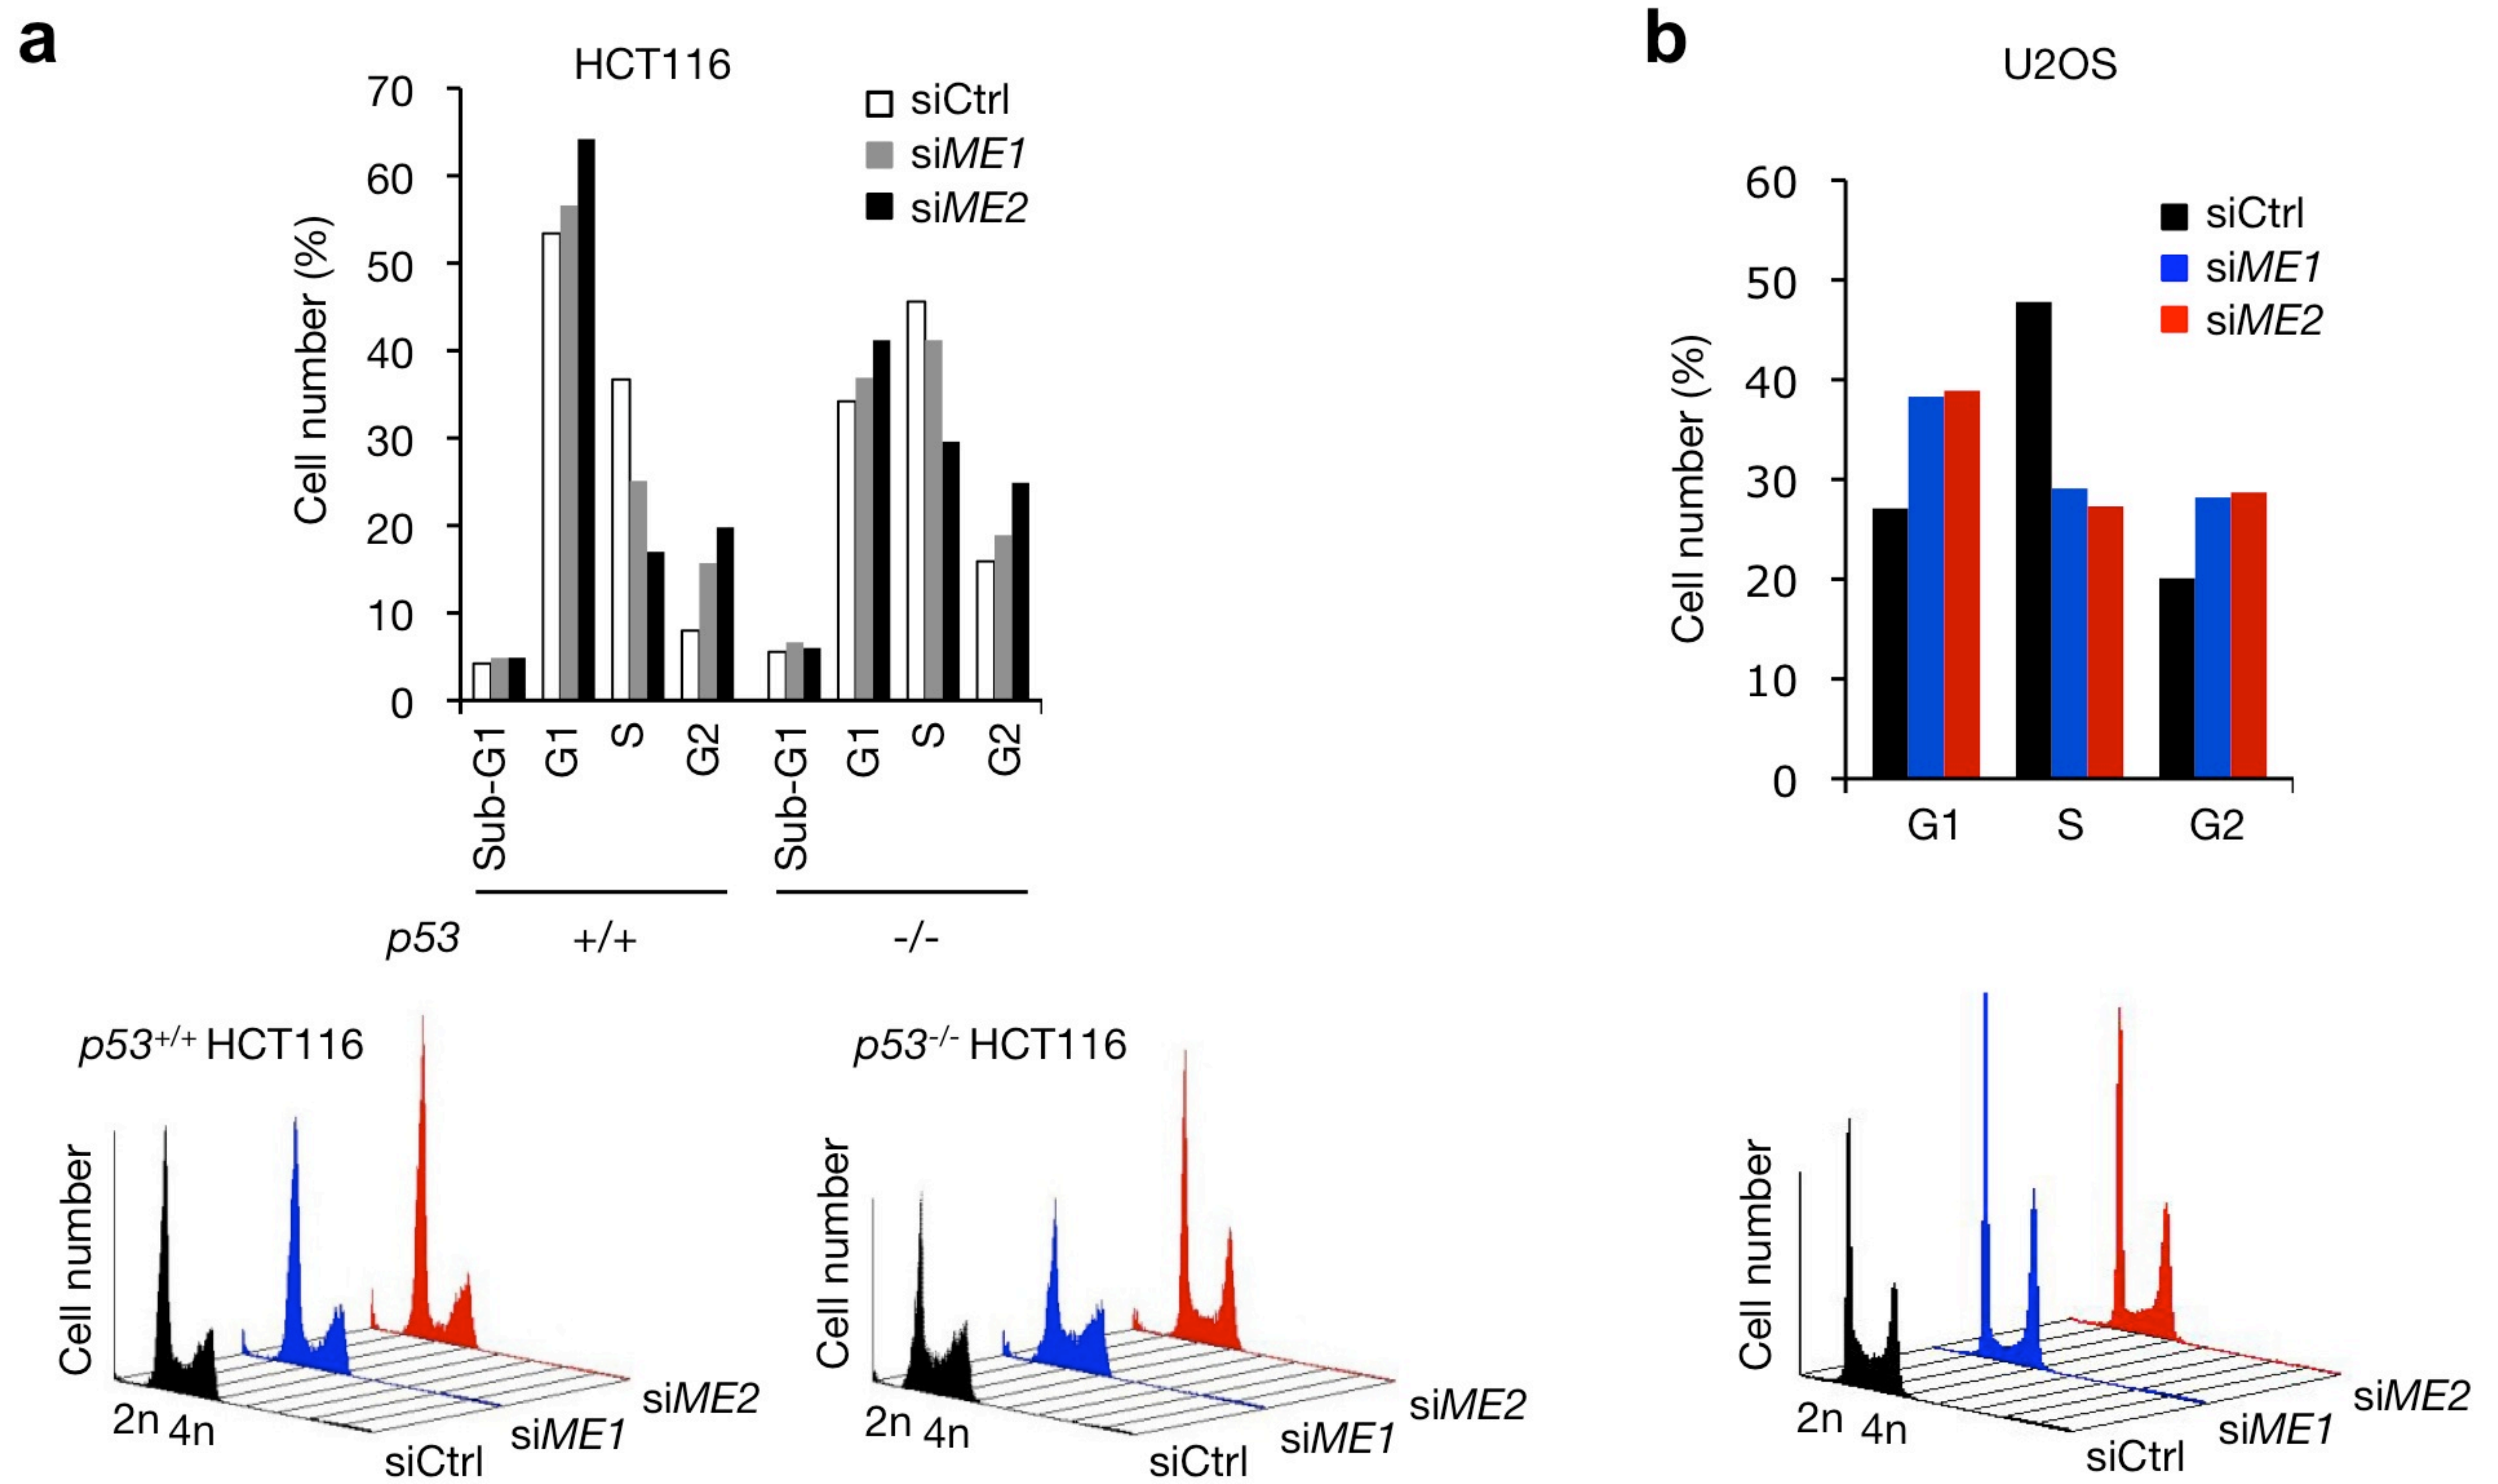 a
HCT116
70
60
50
40
30
20
10
0
Cell number (%)
siCtrl
siME1
siME2
Sub-G1
G1
S
G2
Sub-G1
G1
S
G2
p53 +/+ -/-
p53+/+ HCT116
Cell number
2n 4n
siCtrl
siME1
siME2
p53-/- HCT116
Cell number
2n 4n
siCtrl
siME1
siME2
b
U2OS
60
50
40
30
20
10
0
Cell number (%)
siCtrl
siME1
siME2
G1 S G2
Cell number
2n 4n
siCtrl
siME1
siME2